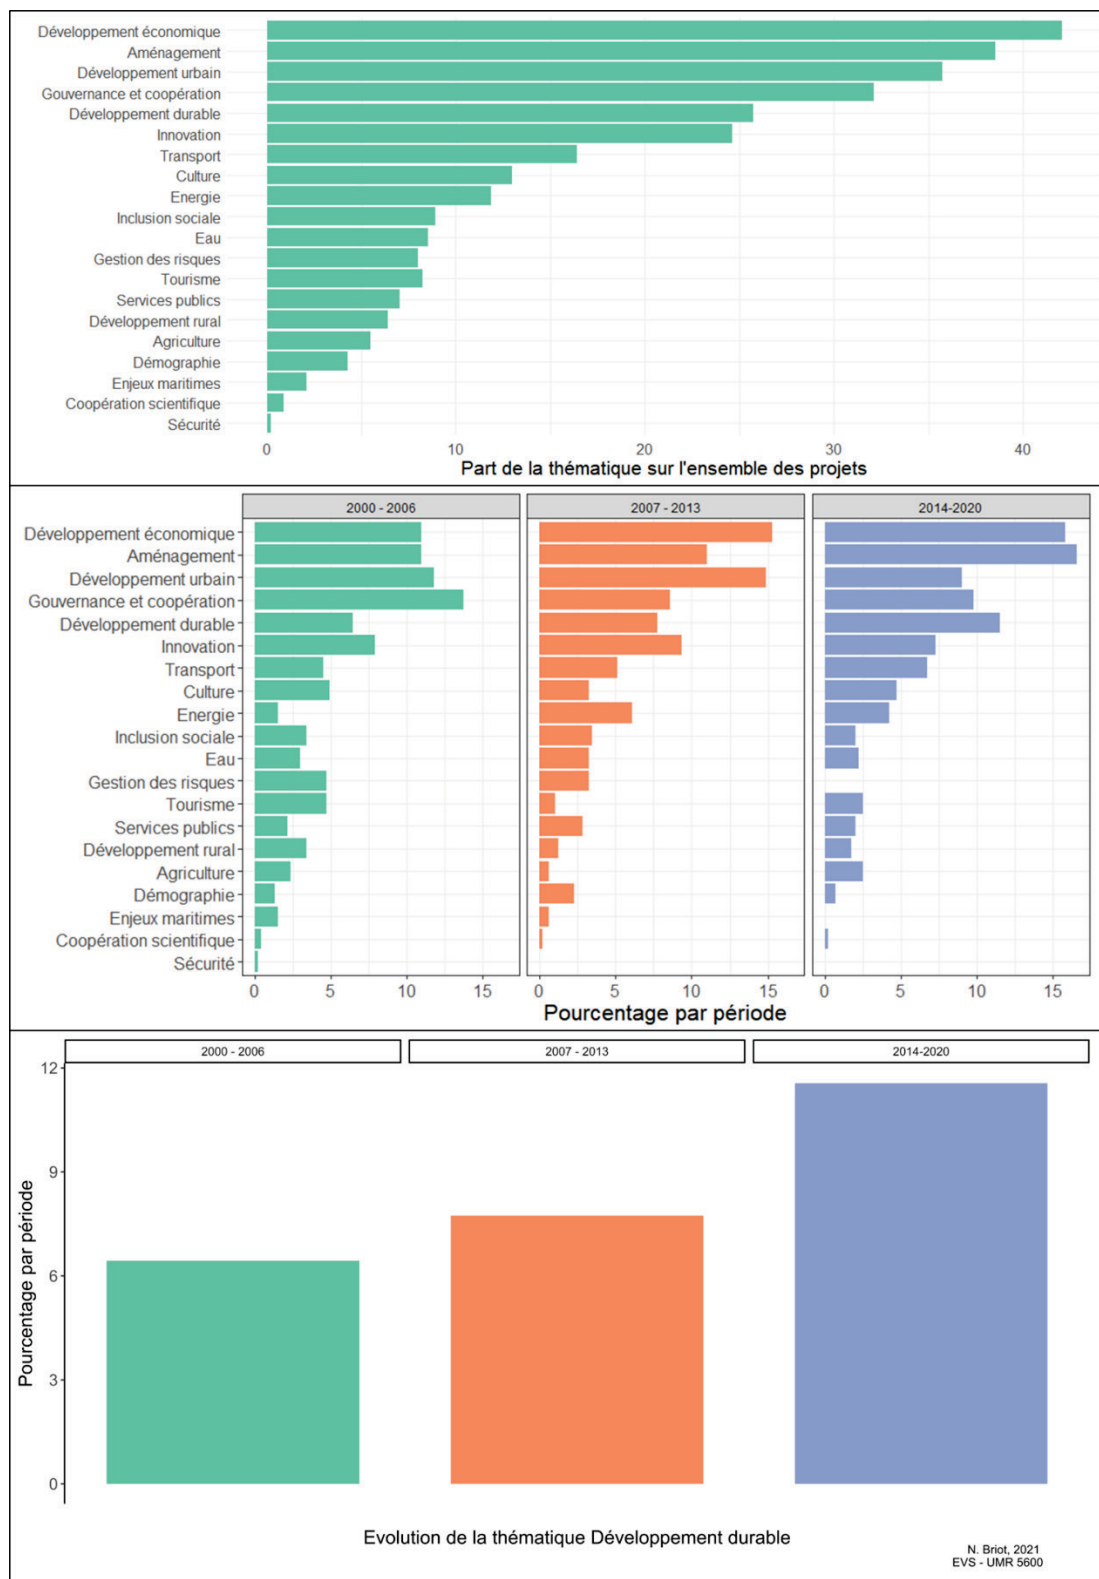 Développement économique
Aménagement
Développement urbain
Gouvernance et coopération
Développement durable
Innovation
Transport
Culture
Energie
Inclusion sociale
Eau
Gestion des risques
Tourisme
Services publics
Développement rural
Agriculture
Démographie
Enjeux maritimes
Coopération scientifique
Sécurité
0 10 20 30 40
Part de la thématique sur l'ensemble des projets
2000 - 2006 2007 - 2013 2014-2020
Développement économique
Aménagement
Développement urbain
Gouvernance et coopération
Développement durable
Innovation
Transport
Culture
Energie
Inclusion sociale
Eau
Gestion des risques
Tourisme
Services publics
Développement rural
Agriculture
Démographie
Enjeux maritimes
Coopération scientifique
Sécurité
0 5 10 15 0 5 10 15 0 5 10 15
Pourcentage par période
2000 - 2006 2007 - 2013 2014-2020
12
9
6
3
0
Pourcentage par période
Evolution de la thématique Développement durable
N. Briot, 2021
EVS - UMR 5600